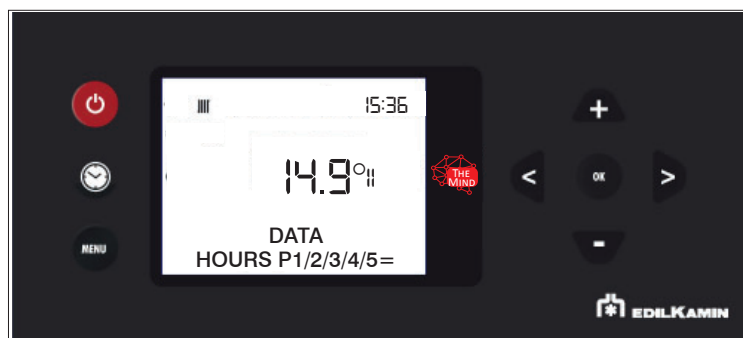 15:36
14.9°
THE
MIND
DATA
HOURS P1/2/3/4/5=
MENU
<
OK
>
+
-
EDILKAMIN